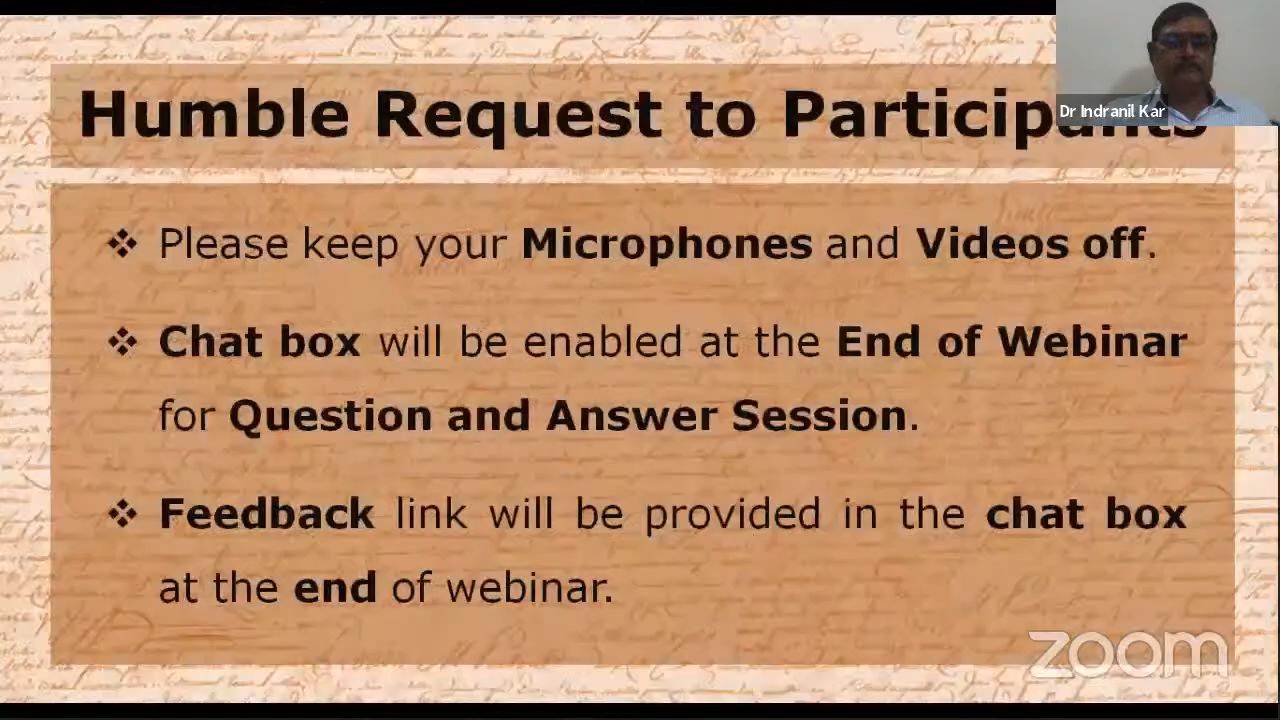 Humble Request to Participants
Dr Indranil Kar
❖ Please keep your Microphones and Videos off.
❖ Chat box will be enabled at the End of Webinar
for Question and Answer Session.
❖ Feedback link will be provided in the chat box
at the end of webinar.
zoom